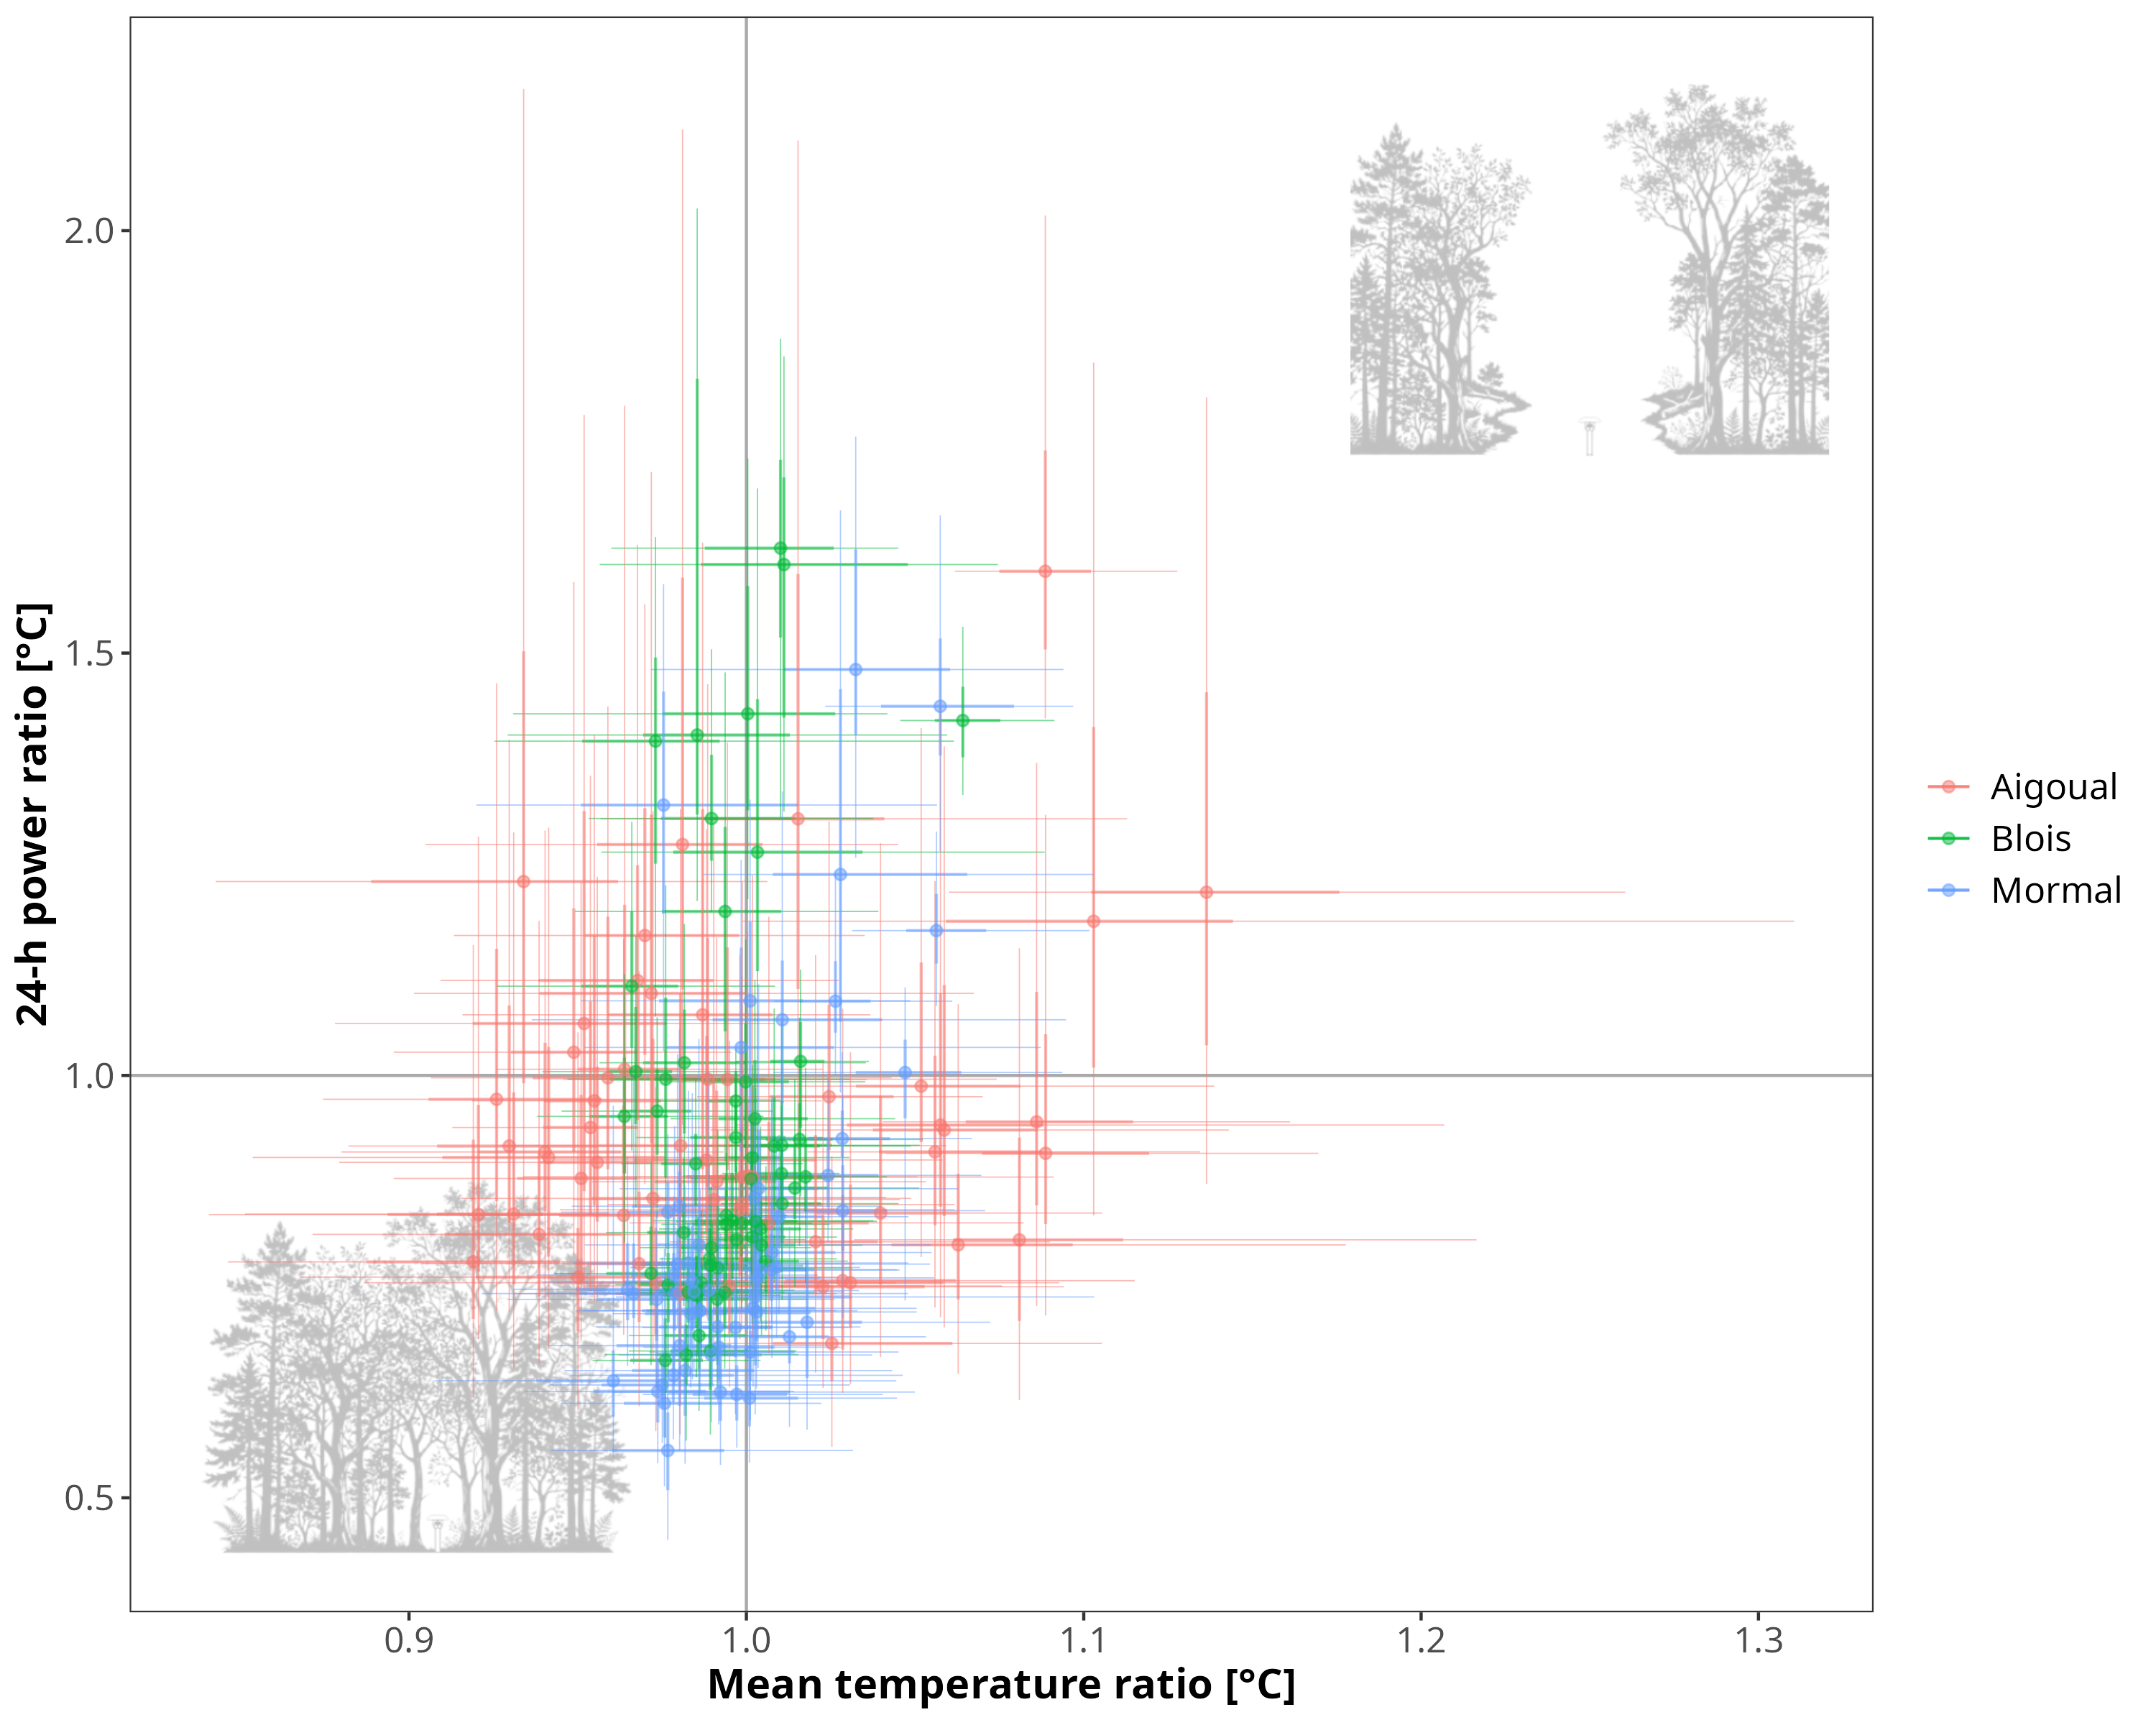 24-h power ratio [°C]
2.0
1.5
1.0
0.5
0.9
1.0
1.1
1.2
1.3
Mean temperature ratio [°C]
Aigoual
Blois
Mormal